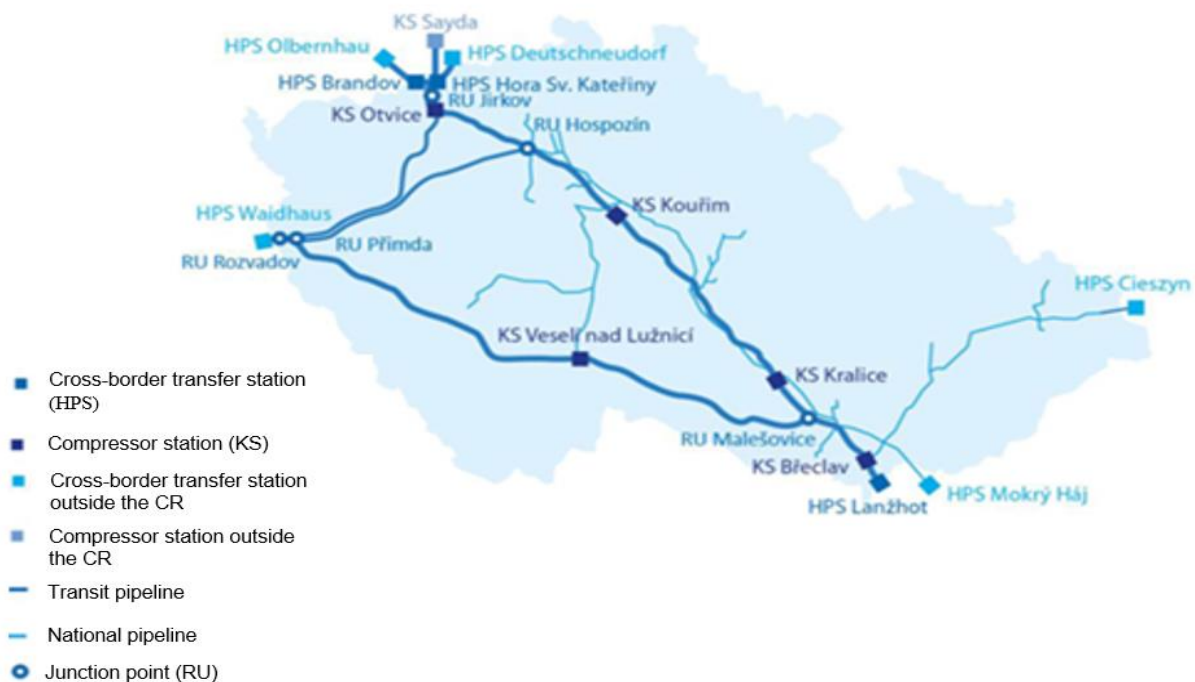 KS Sayda
HPS Olbernhau
HPS Deutschneudorf
HPS Brandov
HPS Hora Sv. Kateřiny
RU Jirkov
KS Otvice
RU Hospozín
KS Kouřim
HPS Waidhaus
RU Přimda
RU Rozvadov
HPS Cieszyn
KS Veselí nad Lužnicí
KS Kralice
RU Malešovice
KS Břeclav
HPS Mokrý Háj
HPS Lanžhot
Cross-border transfer station
(HPS)
Compressor station (KS)
Cross-border transfer station
outside the CR
Compressor station outside
the CR
Transit pipeline
National pipeline
Junction point (RU)